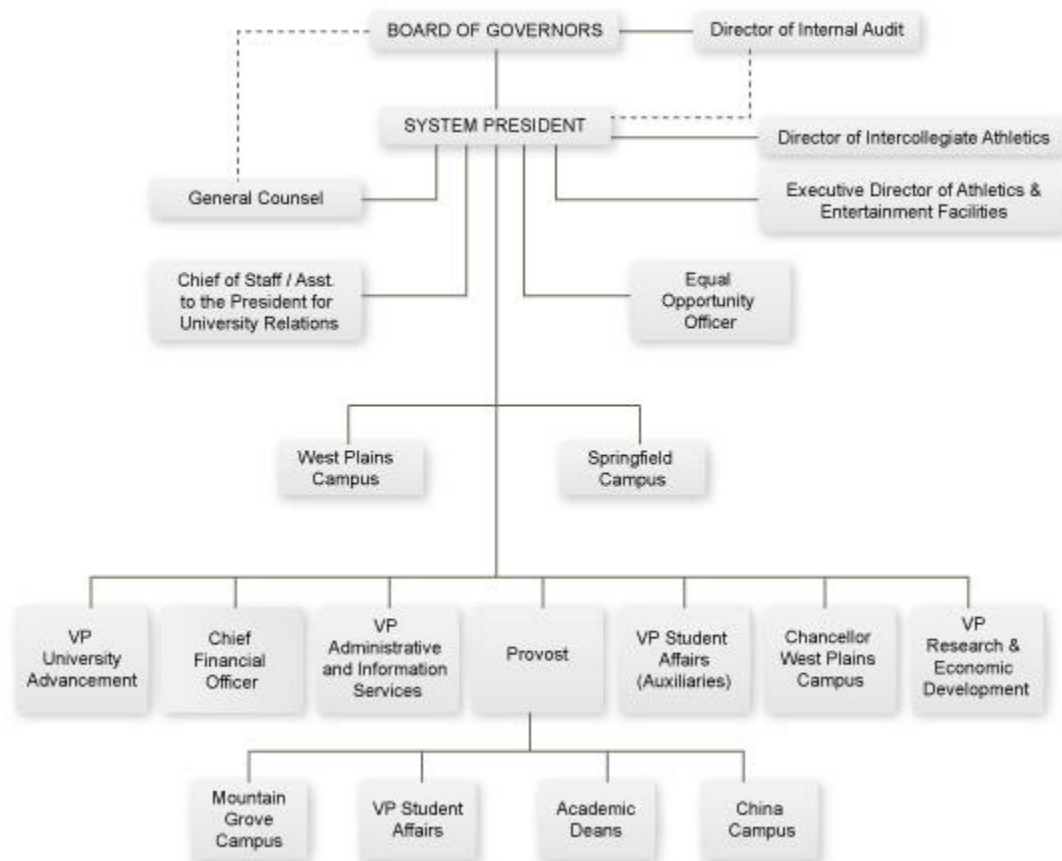 BOARD OF GOVERNORS
Director of Internal Audit
SYSTEM PRESIDENT
Director of Intercollegiate Athletics
General Counsel
Executive Director of Athletics &
Entertainment Facilities
Chief of Staff / Asst.
to the President for
University Relations
Equal
Opportunity
Officer
West Plains
Campus
Springfield
Campus
VP
University
Advancement
Chief
Financial
Officer
VP
Administrative
and Information
Services
Provost
VP Student
Affairs
(Auxiliaries)
Chancellor
West Plains
Campus
VP
Research &
Economic
Development
Mountain
Grove
Campus
VP Student
Affairs
Academic
Deans
China
Campus